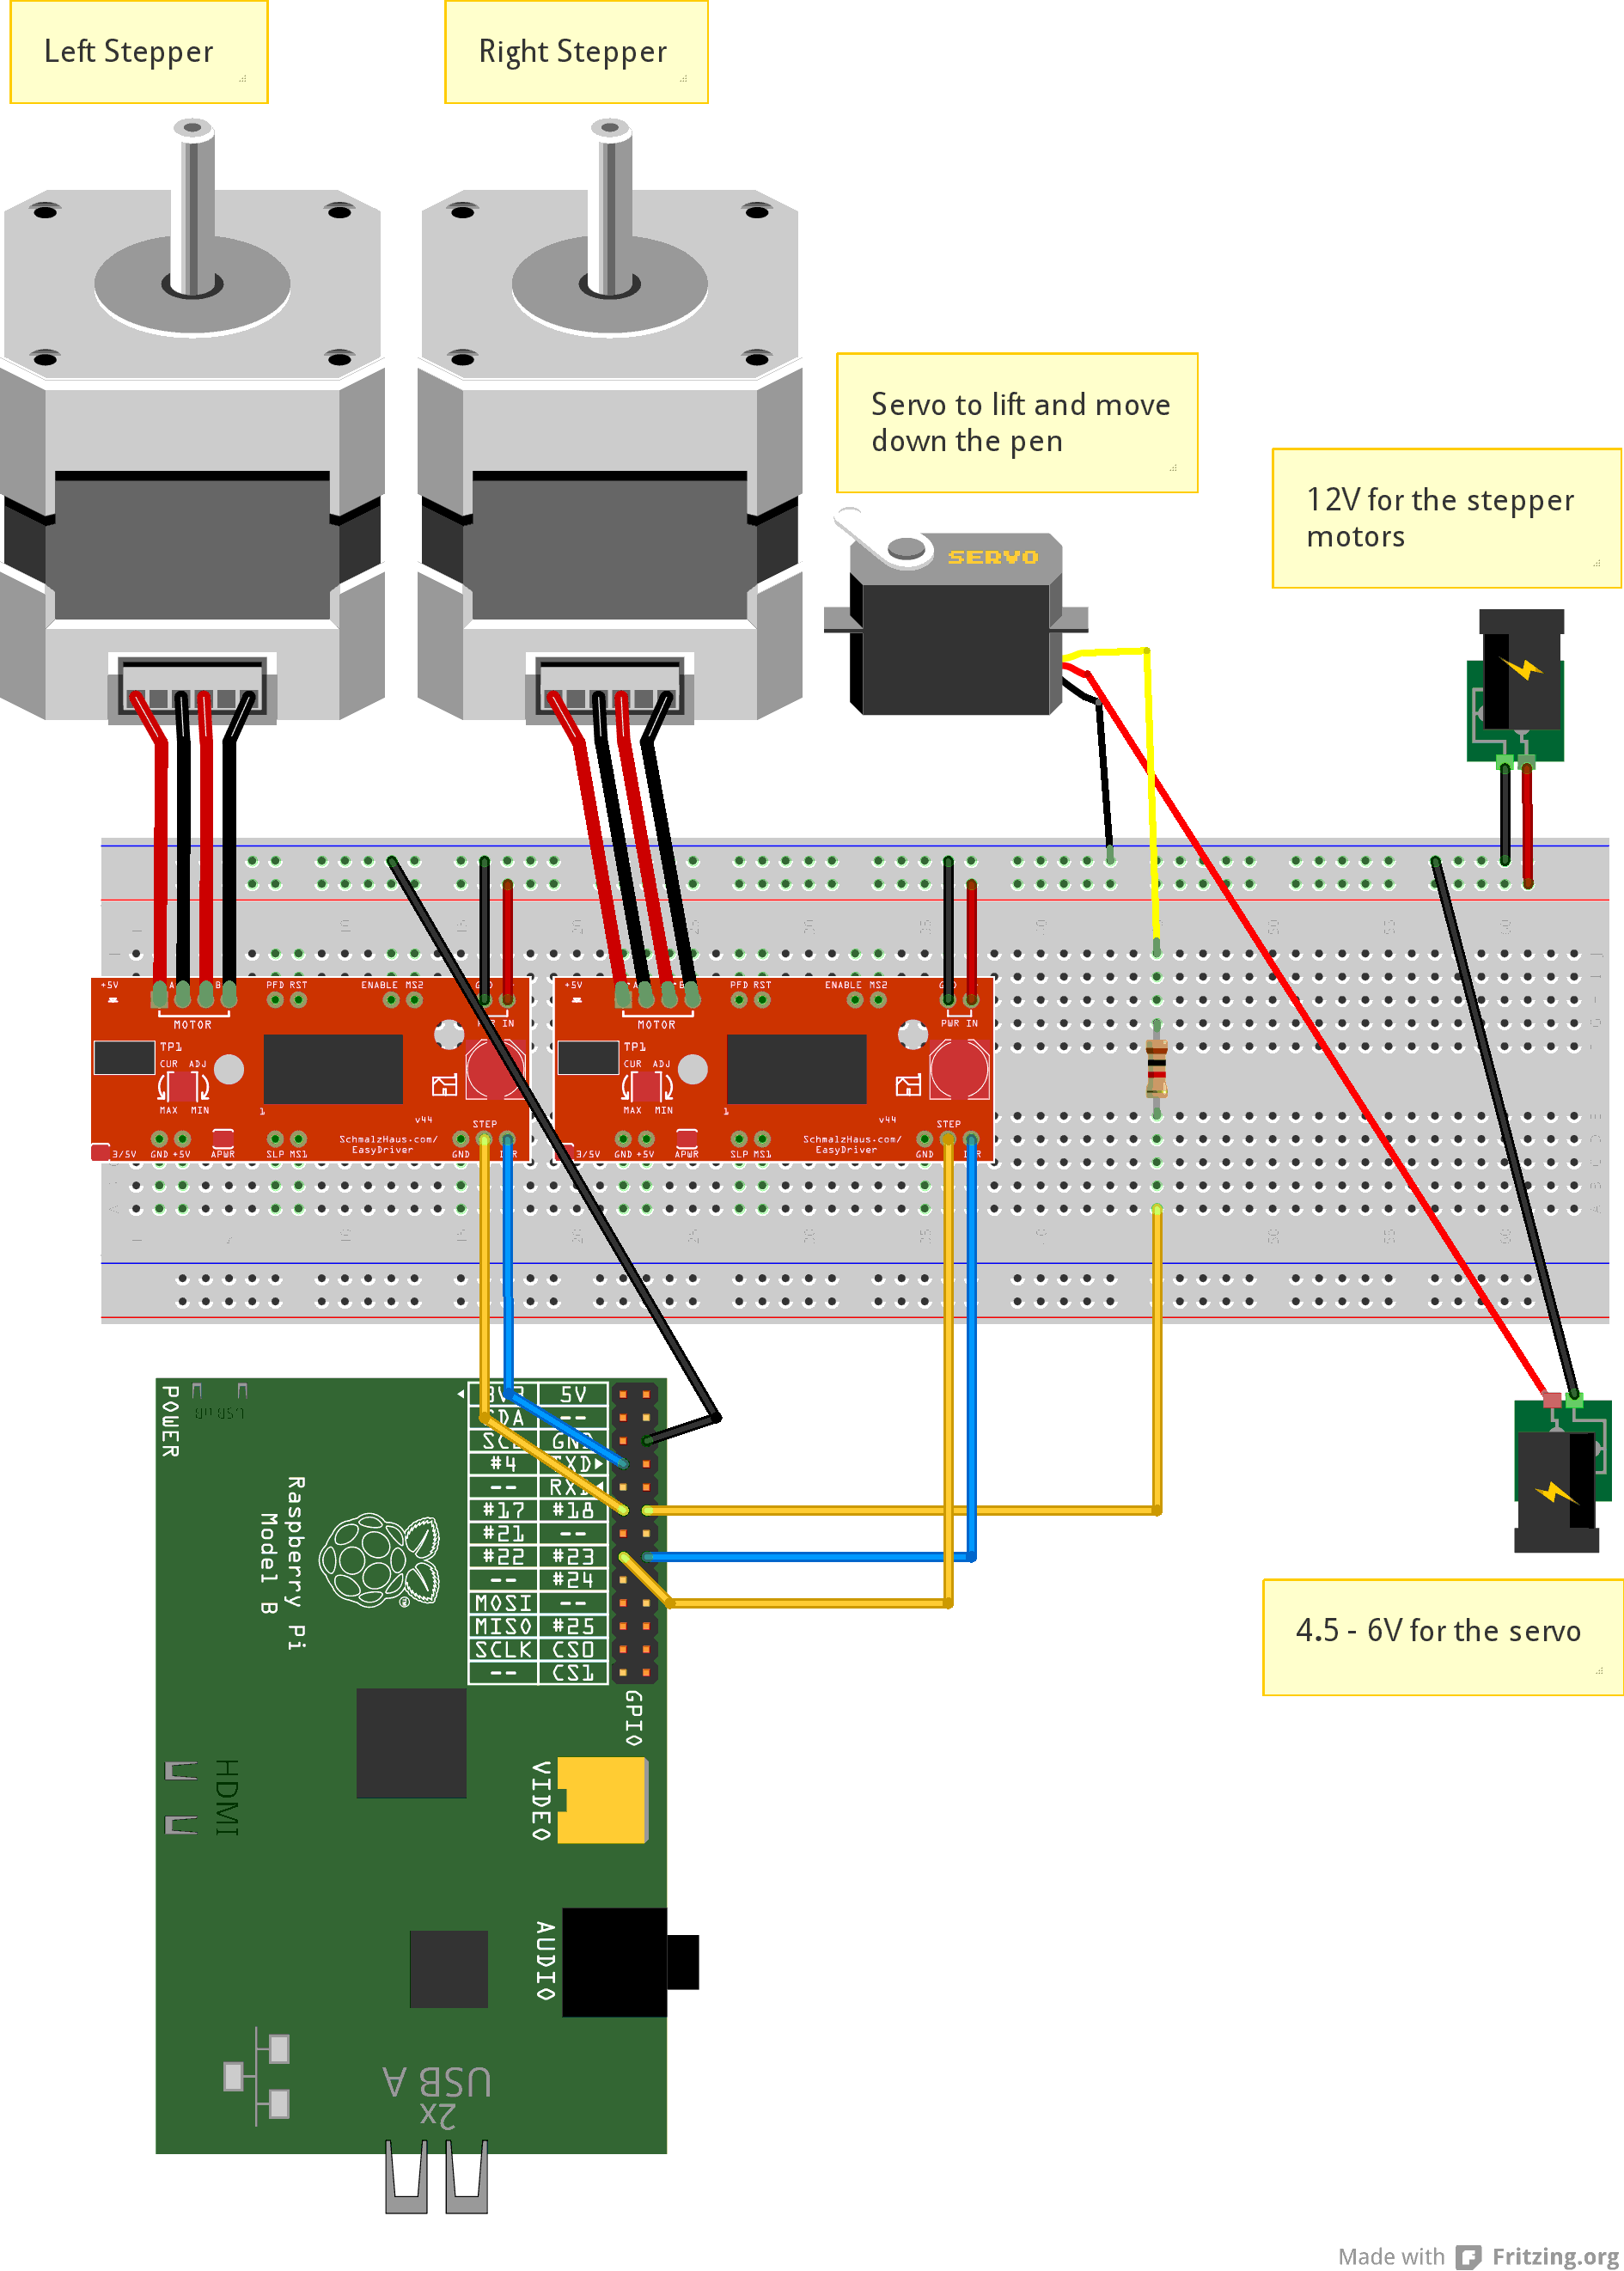 Left Stepper
Right Stepper
Servo to lift and move
down the pen
12V for the stepper
motors
SERVO
+5V
A
B
PFD RST
ENABLE MS2
MOTOR
TP1
CUR ADJ
MAX MIN
1
v44
STEP
SchmalzHaus.com/
EasyDriver
3/5V
GND +5V
APWR
SLP MS1
GND
+5V
A
B
PFD RST
ENABLE MS2
MOTOR
PWR IN
TP1
CUR ADJ
MAX MIN
1
v44
STEP
SchmalzHaus.com/
EasyDriver
3/5V
GND +5V
APWR
SLP MS1
GND
POWER
3V3 5V
SDA --
SCL GND
#4 TXD
-- RXD
#17 #18
#21 --
#22 #23
-- #24
MOSI --
MISO #25
SCLK CS0
-- CS1
Raspberry Pi
Model B
GPIO
HDMI
VIDEO
AUDIO
USB A
2x
4.5 - 6V for the servo
Made with Fritzing.org